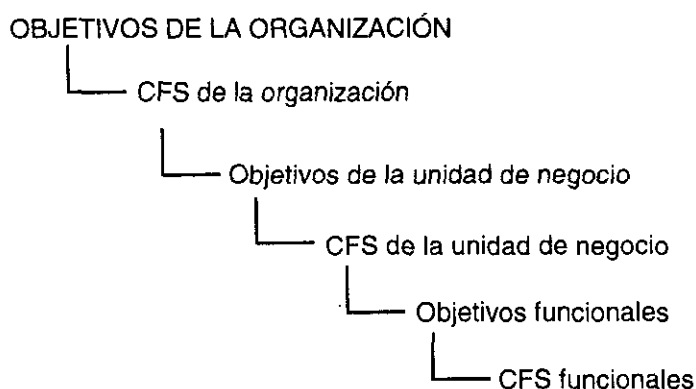 OBJETIVOS DE LA ORGANIZACIÓN
CFS de la organización
Objetivos de la unidad de negocio
CFS de la unidad de negocio
Objetivos funcionales
CFS funcionales